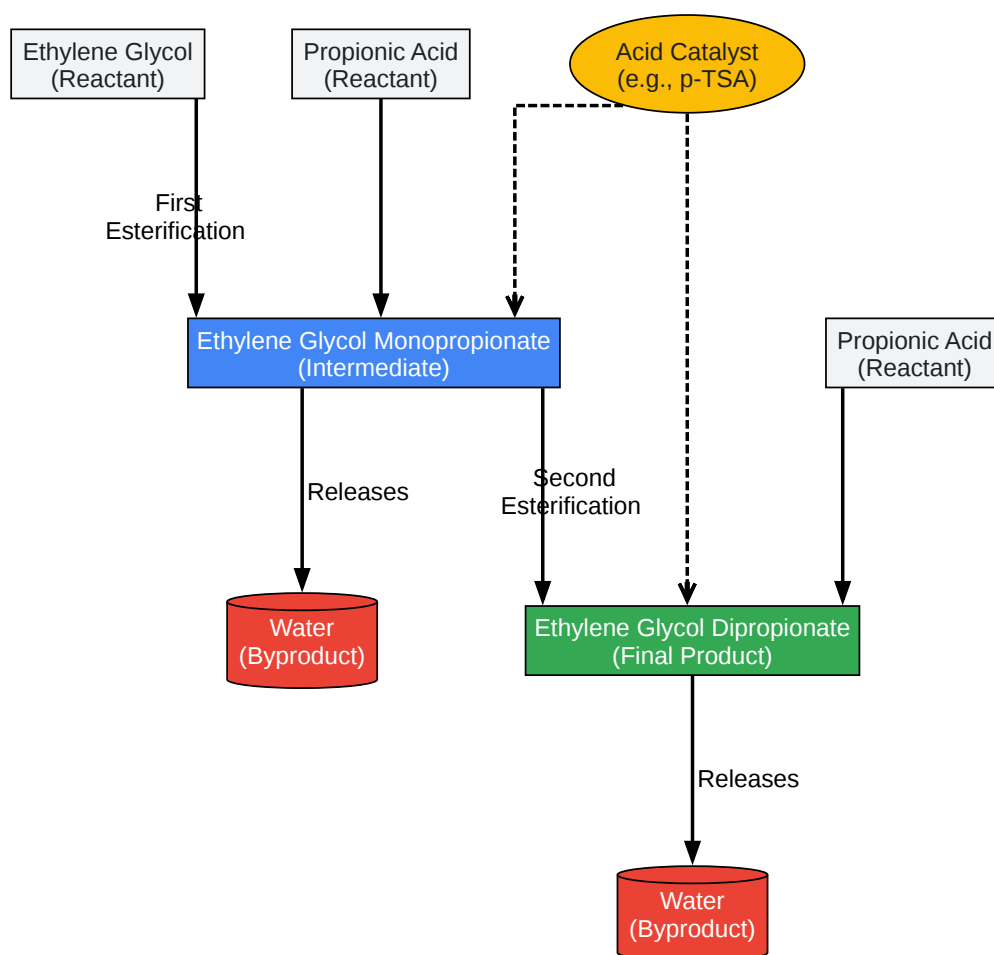 Ethylene Glycol
(Reactant)
Propionic Acid
(Reactant)
Acid Catalyst
(e.g., p-TSA)
First
Esterification
Ethylene Glycol Monopropionate
(Intermediate)
Propionic Acid
(Reactant)
Releases
Second
Esterification
Water
(Byproduct)
Ethylene Glycol Dipropionate
(Final Product)
Releases
Water
(Byproduct)